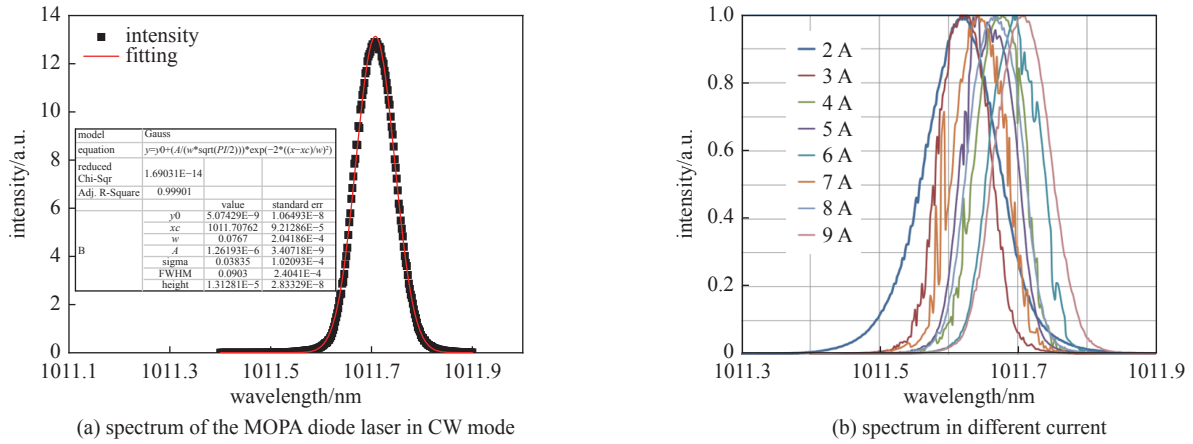 14
12
10
8
6
4
2
0
intensity/a.u.
intensity
fitting
model Gauss
equation y=y0+(A/(w*sqrt(PI/2)))*exp(−2*((x−xc)/w)²)
reduced
Chi-Sqr 1.69031E−14
Adj. R-Square 0.99901
value standard err
B
y0 5.07429E−9 1.06493E−8
xc 1011.70762 9.21286E−5
w 0.0767 2.04186E−4
A 1.26193E−6 3.40718E−9
sigma 0.03835 1.02093E−4
FWHM 0.0903 2.4041E−4
height 1.31281E−5 2.83329E−8
1011.1 1011.3 1011.5 1011.7 1011.9
wavelength/nm
(a) spectrum of the MOPA diode laser in CW mode
1.0
0.8
0.6
0.4
0.2
0
intensity/a.u.
2 A
3 A
4 A
5 A
6 A
7 A
8 A
9 A
1011.3 1011.5 1011.7 1011.9
wavelength/nm
(b) spectrum in different current